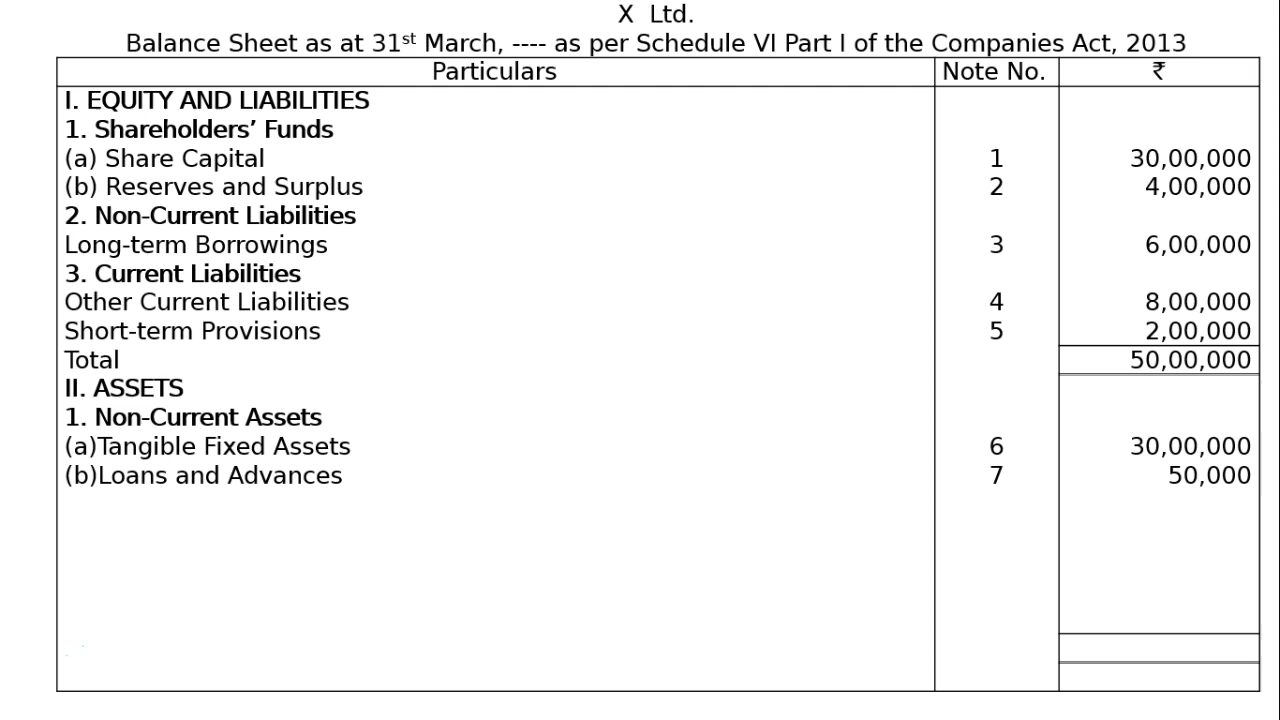 X Ltd.
Balance Sheet as at 31st March, ---- as per Schedule VI Part I of the Companies Act, 2013
Particulars Note No. ₹
I. EQUITY AND LIABILITIES
1. Shareholders’ Funds
(a) Share Capital 1 30,00,000
(b) Reserves and Surplus 2 4,00,000
2. Non-Current Liabilities
Long-term Borrowings 3 6,00,000
3. Current Liabilities
Other Current Liabilities 4 8,00,000
Short-term Provisions 5 2,00,000
Total 50,00,000
II. ASSETS
1. Non-Current Assets
(a)Tangible Fixed Assets 6 30,00,000
(b)Loans and Advances 7 50,000